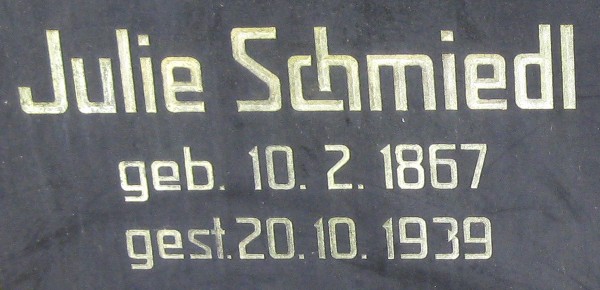 Julie Schmiedl
geb. 10. 2. 1867
gest. 20. 10. 1939